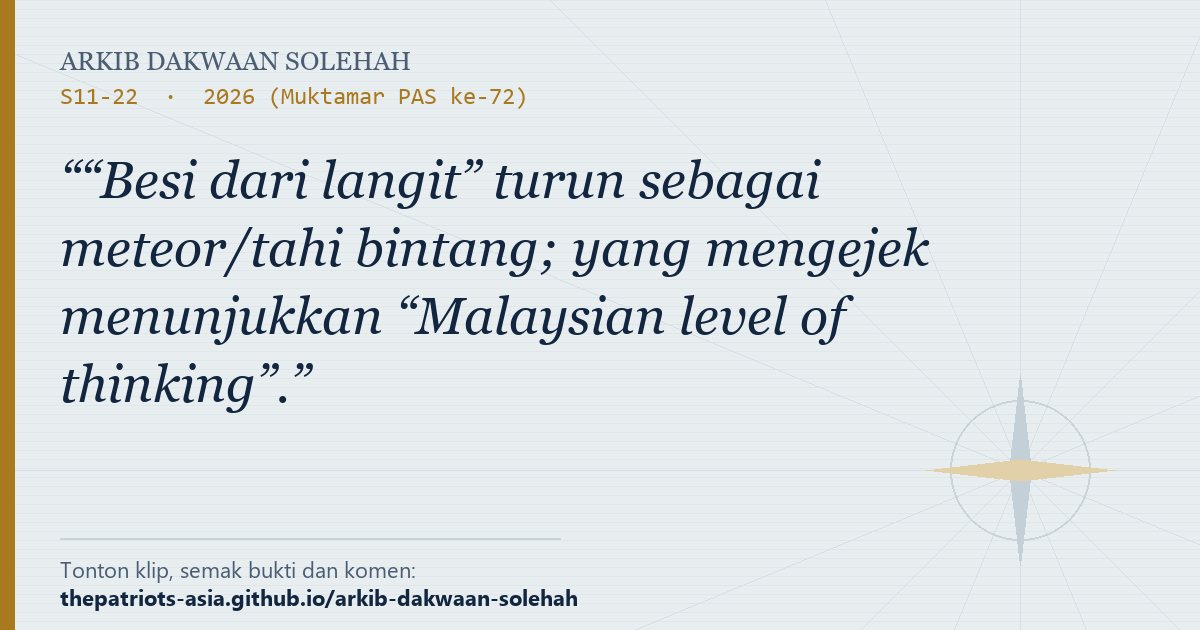 ARKIB DAKWAAN SOLEHAH
S11-22 · 2026 (Muktamar PAS ke-72)
““Besi dari langit” turun sebagai
meteor/tahi bintang; yang mengejek
menunjukkan “Malaysian level of
thinking”.”
Tonton klip, semak bukti dan komen:
thepatriots-asia.github.io/arkib-dakwaan-solehah